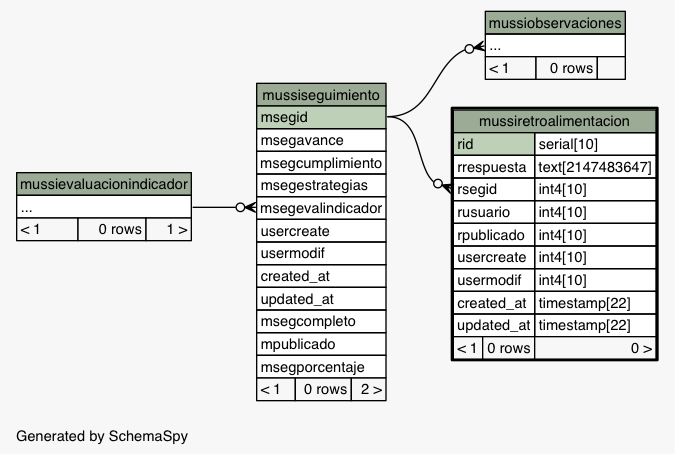 mussiobservaciones
...
< 1 0 rows
mussiseguimiento
msegid
msegavance
msegcumplimiento
msegestrategias
msegevalindicador
usercreate
usermodif
created_at
updated_at
msegcompleto
mpublicado
msegporcentaje
< 1 0 rows 2 >
mussiretroalimentacion
rid serial[10]
rrespuesta text[2147483647]
rsegid int4[10]
rusuario int4[10]
rpublicado int4[10]
usercreate int4[10]
usermodif int4[10]
created_at timestamp[22]
updated_at timestamp[22]
< 1 0 rows 0 >
mussievaluacionindicador
...
< 1 0 rows 1 >
Generated by SchemaSpy